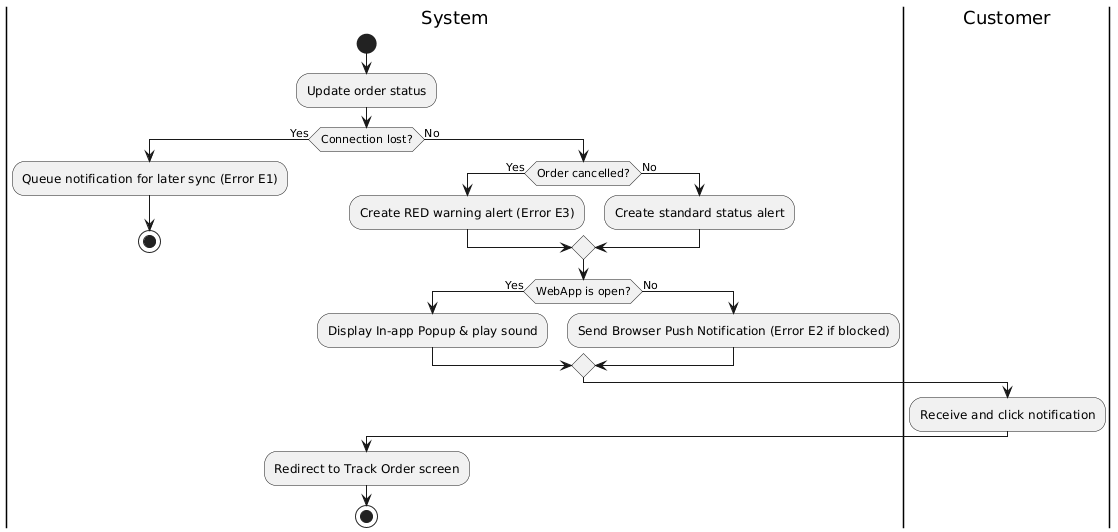 System
Customer
Update order status
Connection lost?
Yes
No
Queue notification for later sync (Error E1)
Order cancelled?
Yes
No
Create RED warning alert (Error E3)
Create standard status alert
WebApp is open?
Yes
No
Display In-app Popup & play sound
Send Browser Push Notification (Error E2 if blocked)
Receive and click notification
Redirect to Track Order screen